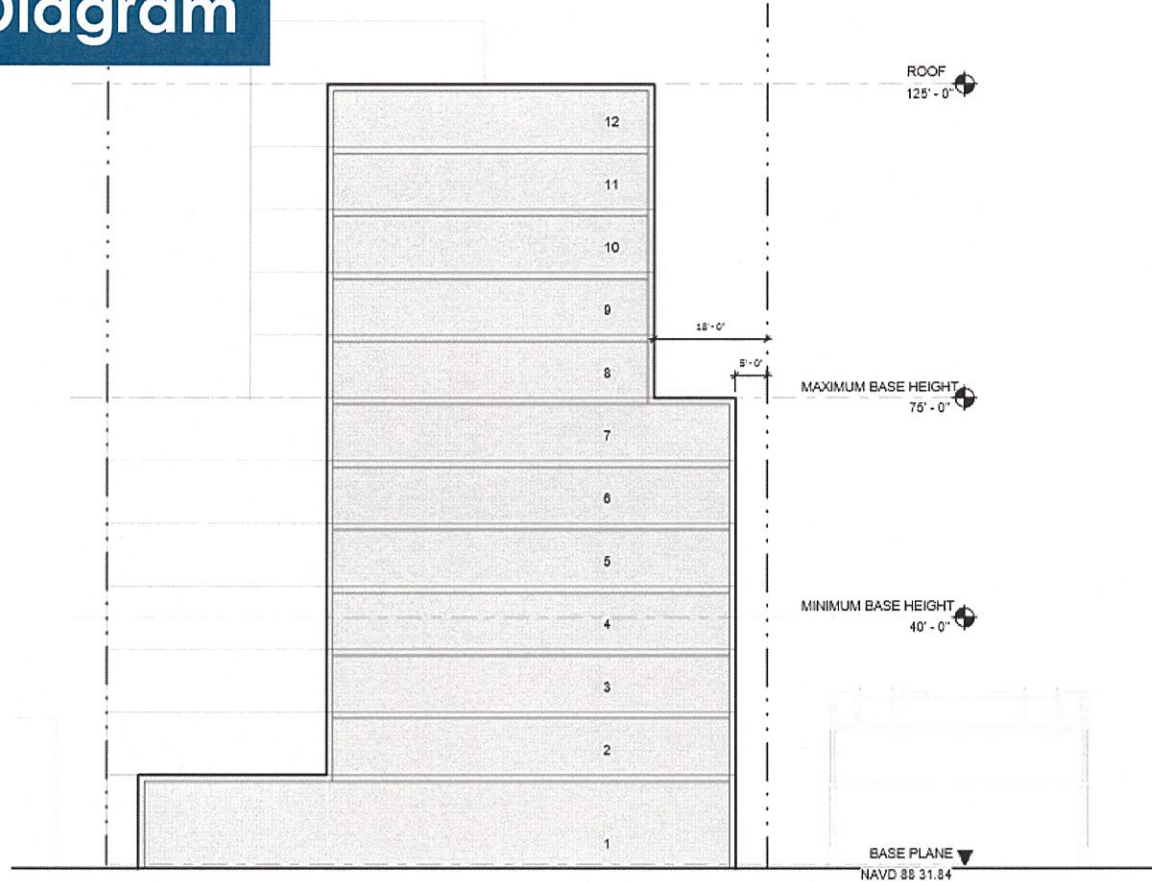 Diagram
ROOF
125' - 0"
12
11
10
9
18'-0"
8
5'-0"
MAXIMUM BASE HEIGHT
75' - 0"
7
6
5
MINIMUM BASE HEIGHT
40' - 0"
4
3
2
1
BASE PLANE
NAVD 88 31.84